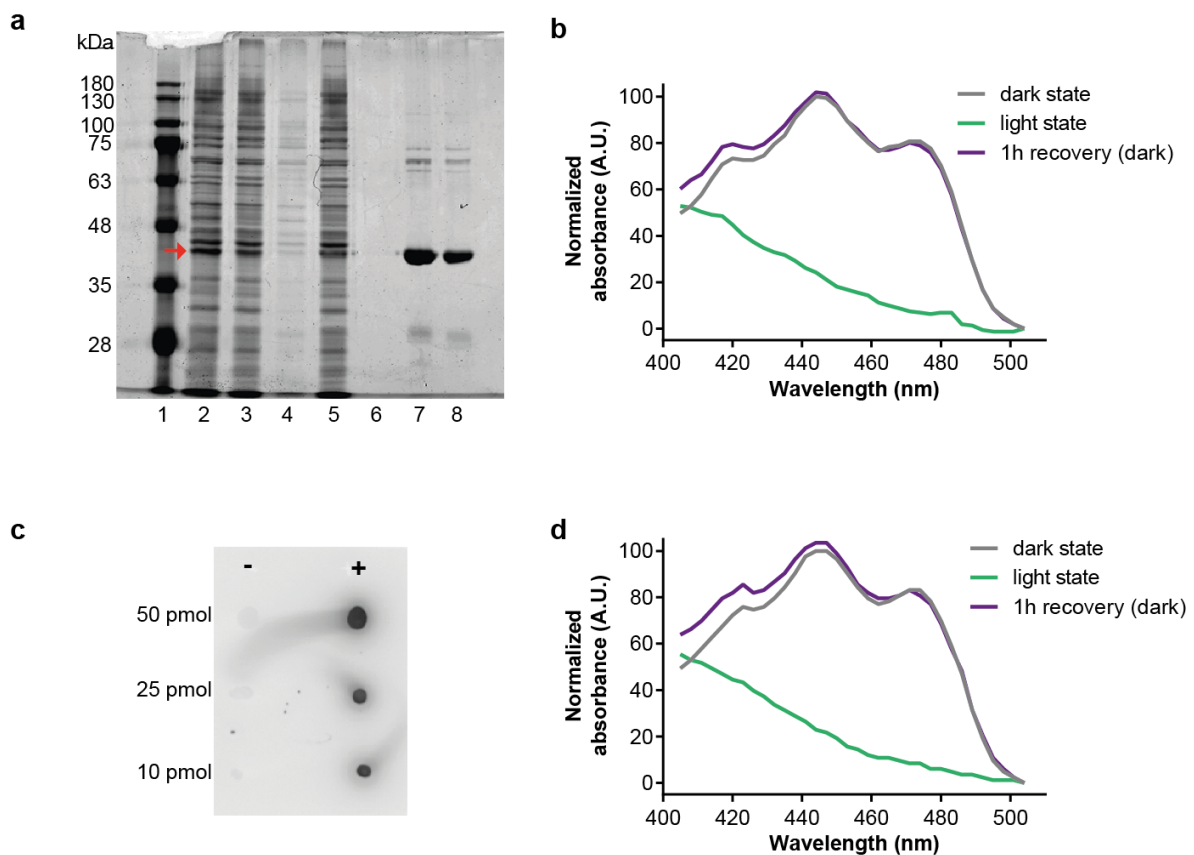 a
kDa
180
130
100
75
63
48
35
28
1 2 3 4 5 6 7 8
b
Normalized
absorbance (A.U.)
100
80
60
40
20
0
400 420 440 460 480 500
Wavelength (nm)
dark state
light state
1h recovery (dark)
c
- +
50 pmol
25 pmol
10 pmol
d
Normalized
absorbance (A.U.)
100
80
60
40
20
0
400 420 440 460 480 500
Wavelength (nm)
dark state
light state
1h recovery (dark)